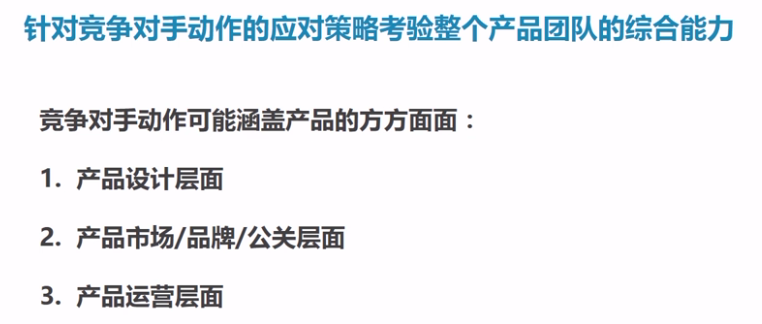 针对竞争对手动作的应对策略考验整个产品团队的综合能力
竞争对手动作可能涵盖产品的方方面面：
1. 产品设计层面
2. 产品市场/品牌/公关层面
3. 产品运营层面